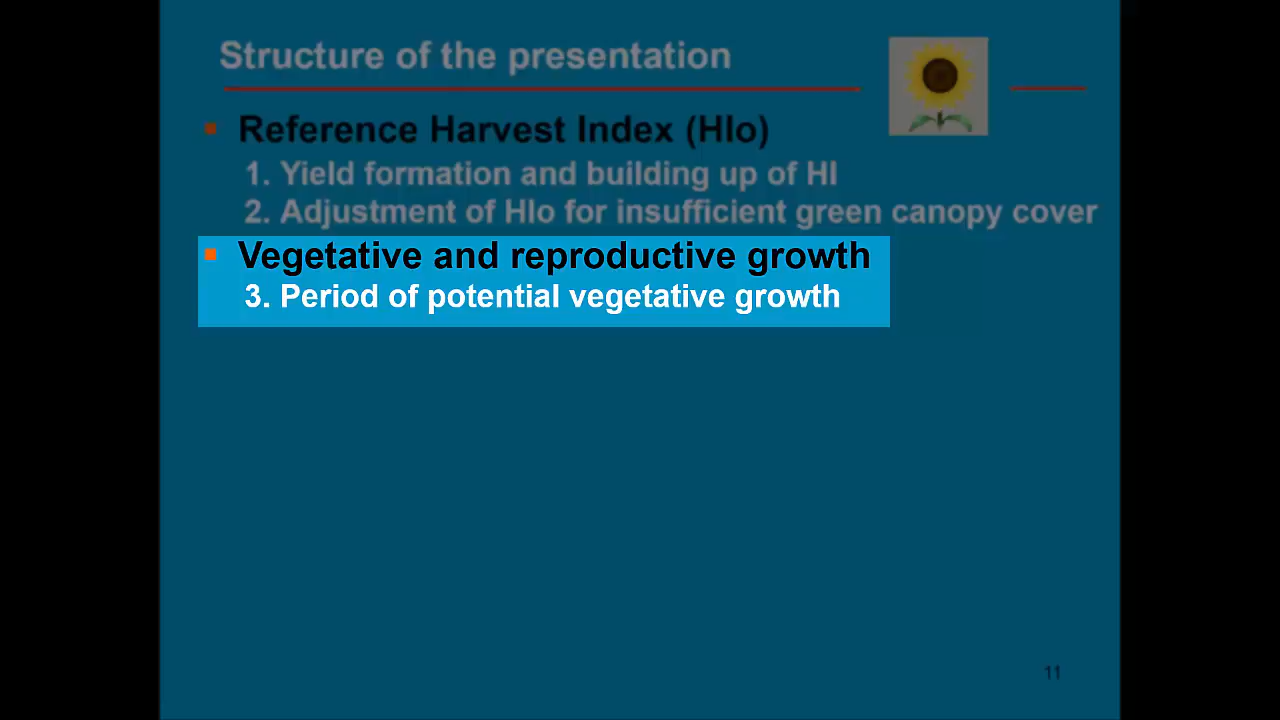 Structure of the presentation
▪ Reference Harvest Index (HIo)
1. Yield formation and building up of HI
2. Adjustment of HIo for insufficient green canopy cover
▪ Vegetative and reproductive growth
3. Period of potential vegetative growth
11